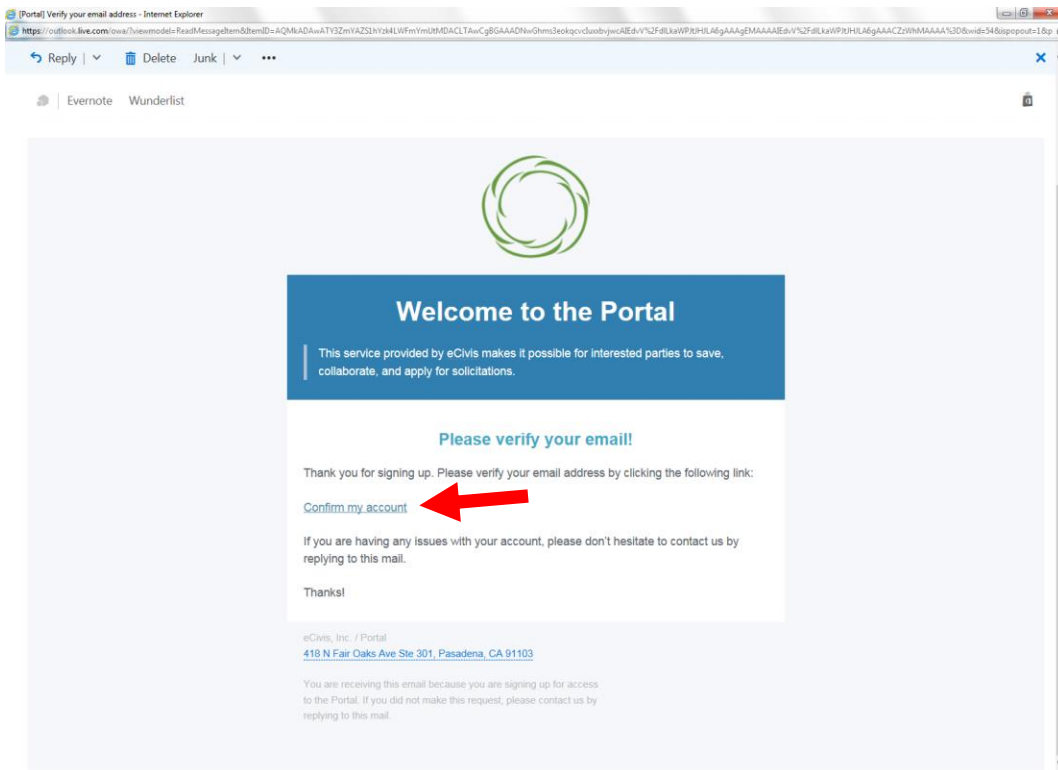 [Portal] Verify your email address - Internet Explorer
Reply | Delete Junk |
Evernote Wunderlist
Welcome to the Portal
This service provided by eCivis makes it possible for interested parties to save,
collaborate, and apply for solicitations.
Please verify your email!
Thank you for signing up. Please verify your email address by clicking the following link:
Confirm my account
If you are having any issues with your account, please don't hesitate to contact us by
replying to this mail.
Thanks!
eCivis, Inc. / Portal
418 N Fair Oaks Ave Ste 301, Pasadena, CA 91103
You are receiving this email because you are signing up for access
to the Portal. If you did not make this request, please contact us by
replying to this mail.